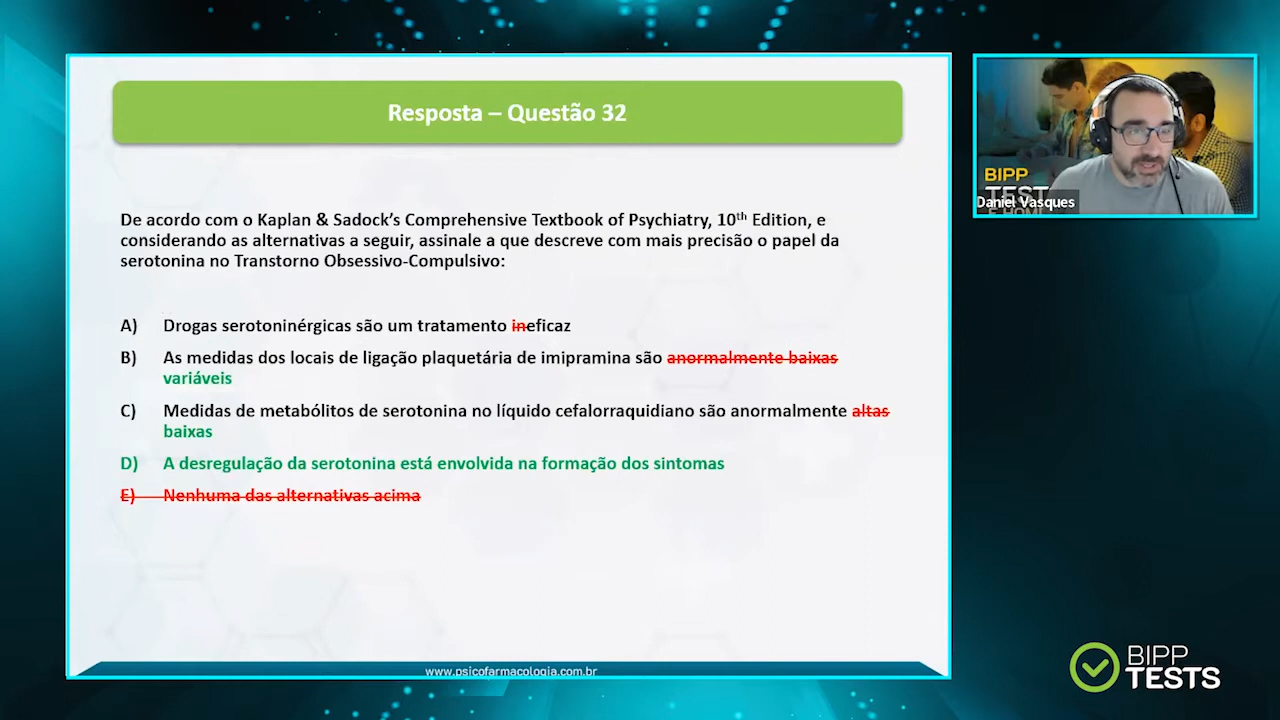 Resposta – Questão 32
De acordo com o Kaplan & Sadock's Comprehensive Textbook of Psychiatry, 10th Edition, e
considerando as alternativas a seguir, assinale a que descreve com mais precisão o papel da
serotonina no Transtorno Obsessivo-Compulsivo:
A) Drogas serotoninérgicas são um tratamento ineficaz
B) As medidas dos locais de ligação plaquetária de imipramina são anormalmente baixas
variáveis
C) Medidas de metabólitos de serotonina no líquido cefalorraquidiano são anormalmente altas
baixas
D) A desregulação da serotonina está envolvida na formação dos sintomas
E) Nenhuma das alternativas acima
www.psicofarmacologia.com.br
BIPP
TEST
Daniel Vasques
BIPP
TESTS